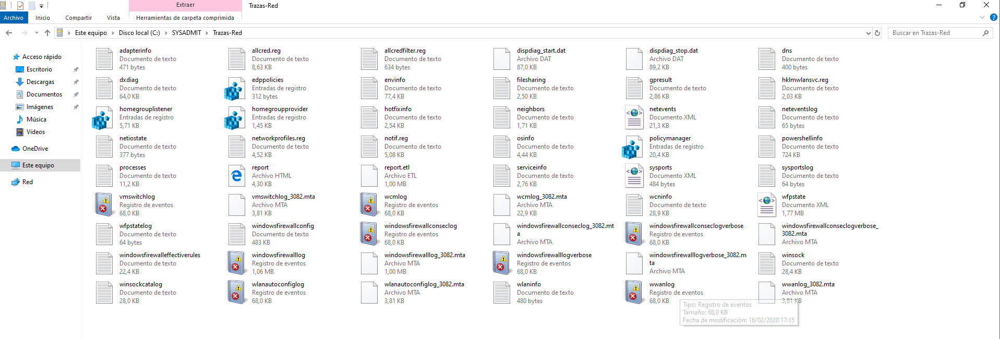 Extraer
Trazas-Red
Archivo
Inicio
Compartir
Vista
Herramientas de carpeta comprimida
?
Este equipo > Disco local (C:) > SYSADMIT > Trazas-Red
Buscar en Trazas-Red
Acceso rápido
Escritorio
Descargas
Documentos
Imágenes
Música
Vídeos
OneDrive
Este equipo
Red
adapterinfo
Documento de texto
471 bytes
allcred.reg
Documento de texto
8,63 KB
allcredfilter.reg
Documento de texto
634 bytes
dispdiag_start.dat
Archivo DAT
87,0 KB
dispdiag_stop.dat
Archivo DAT
89,2 KB
dns
Documento de texto
400 bytes
dxdiag
Documento de texto
64,0 KB
edppolicies
Entradas de registro
312 bytes
envinfo
Documento de texto
77,4 KB
filesharing
Documento de texto
2,50 KB
gpresult
Documento de texto
2,86 KB
hklmwlansvc.reg
Documento de texto
2,03 KB
homegrouplistener
Entradas de registro
5,71 KB
homegroupprovider
Entradas de registro
1,45 KB
hotfixinfo
Documento de texto
2,54 KB
neighbors
Documento de texto
1,71 KB
netevents
Documento XML
21,3 KB
neteventslog
Documento de texto
65 bytes
netiostate
Documento de texto
377 bytes
networkprofiles.reg
Documento de texto
4,52 KB
notif.reg
Documento de texto
5,08 KB
osinfo
Documento de texto
4,44 KB
policymanager
Entradas de registro
20,4 KB
powershellinfo
Documento de texto
724 KB
processes
Documento de texto
11,2 KB
report
Archivo HTML
4,30 KB
report.etl
Archivo ETL
1,00 MB
serviceinfo
Documento de texto
2,76 KB
sysports
Documento XML
484 bytes
sysportslog
Documento de texto
64 bytes
vmswitchlog
Registro de eventos
68,0 KB
vmswitchlog_3082.mta
Archivo MTA
3,81 KB
wcmlog
Registro de eventos
68,0 KB
wcmlog_3082.mta
Archivo MTA
22,9 KB
wcninfo
Documento de texto
28,9 KB
wfpstate
Documento XML
1,77 MB
wfpstatelog
Documento de texto
64 bytes
windowsfirewallconfig
Documento de texto
483 KB
windowsfirewallconseclog
Registro de eventos
68,0 KB
windowsfirewallconseclog_3082.mt
a
Archivo MTA
windowsfirewallconseclogverbose
Registro de eventos
68,0 KB
windowsfirewallconseclogverbose_
3082.mta
Archivo MTA
windowsfirewalleffectiverules
Documento de texto
22,4 KB
windowsfirewalllog
Registro de eventos
1,06 MB
windowsfirewalllog_3082.mta
Archivo MTA
1,00 MB
windowsfirewalllogverbose
Registro de eventos
68,0 KB
windowsfirewalllogverbose_3082.m
ta
Archivo MTA
winsock
Documento de texto
28,4 KB
winsockcatalog
Documento de texto
28,0 KB
wlanautoconfiglog
Registro de eventos
68,0 KB
wlanautoconfiglog_3082.mta
Archivo MTA
3,81 KB
wlaninfo
Documento de texto
480 bytes
wwanlog
Registro de eventos
68,0 KB
wwanlog_3082.mta
Archivo MTA
3,81 KB
Tipo: Registro de eventos
Tamaño: 68,0 KB
Fecha de modificación: 16/02/2020 17:15